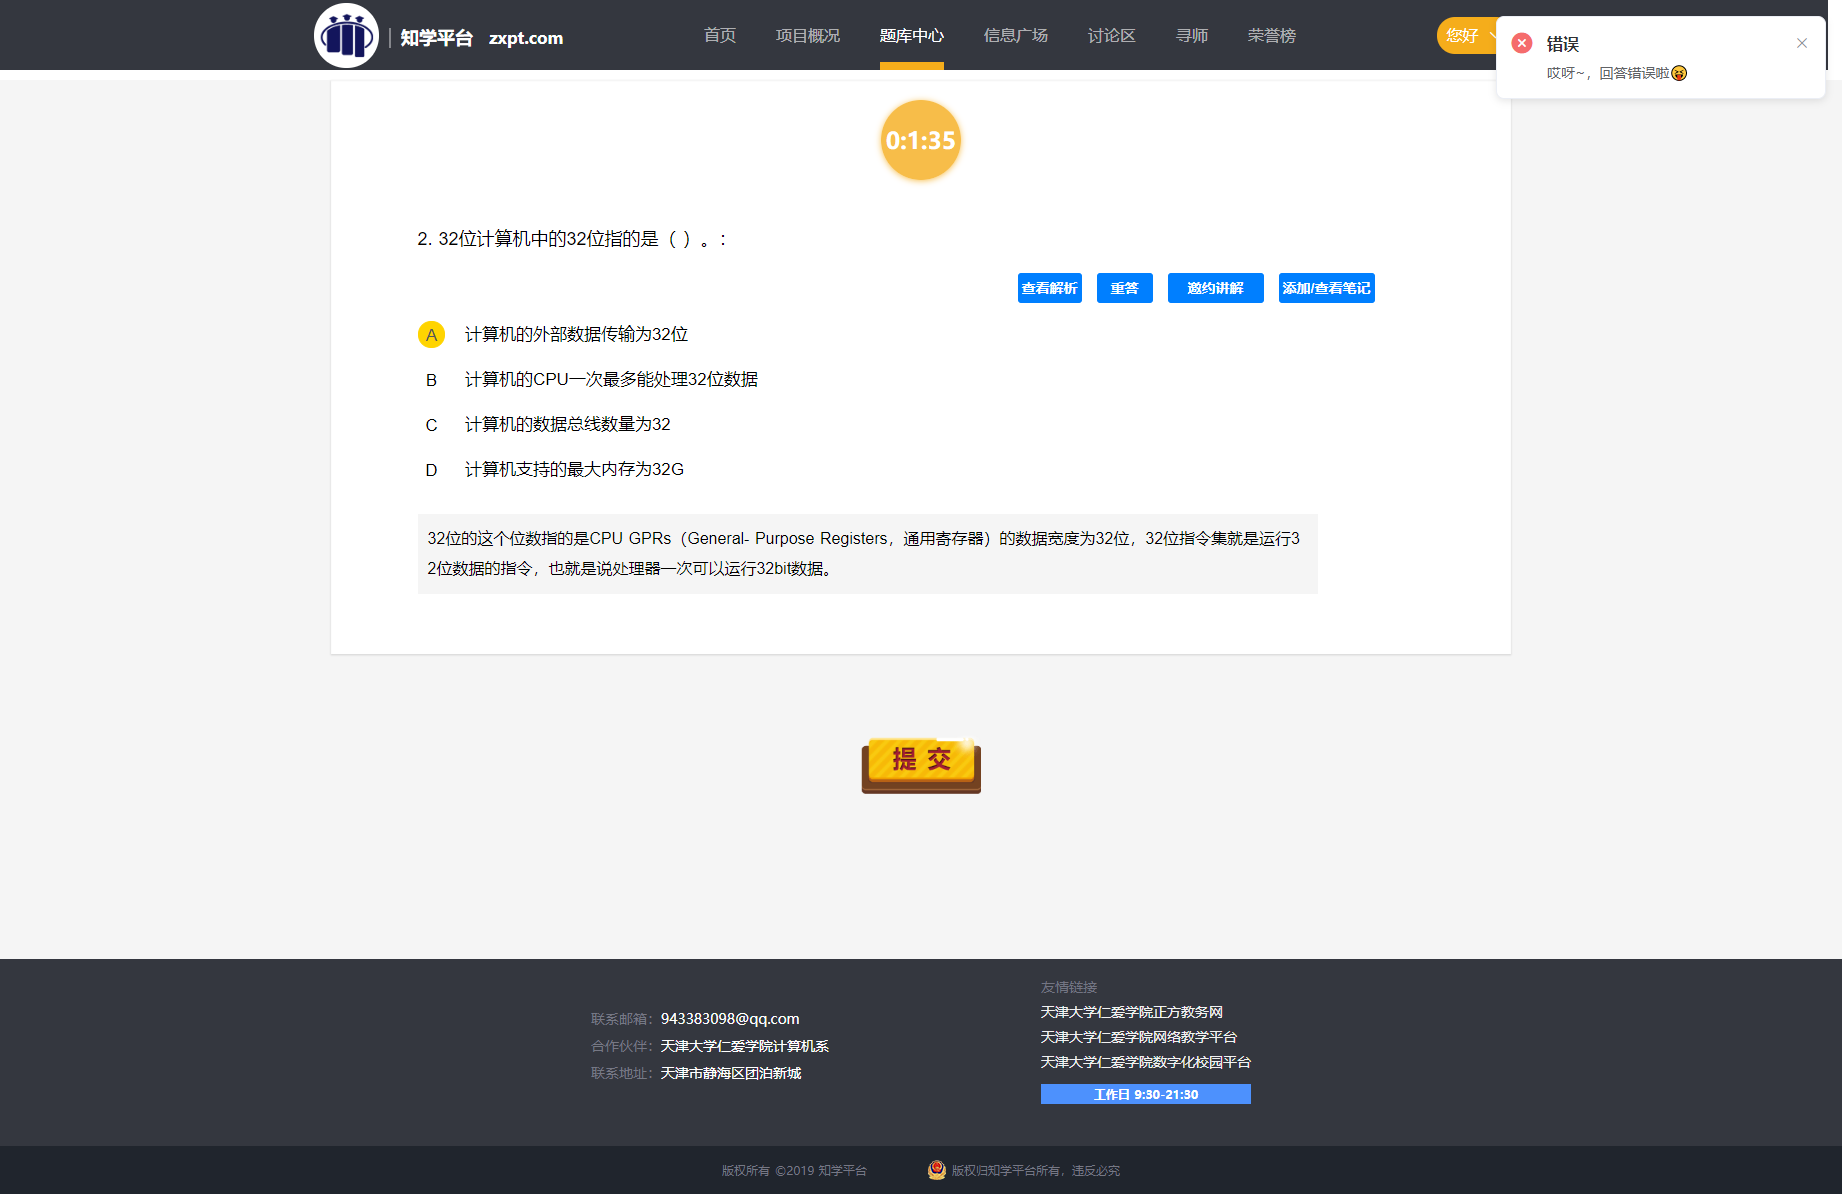 知学平台 zxpt.com
首页 项目概况 题库中心 信息广场 讨论区 寻师 荣誉榜 您好
错误
哎呀~，回答错误啦😝
0:1:35
2. 32位计算机中的32位指的是（ ）。:
查看解析 重答 邀约讲解 添加/查看笔记
A 计算机的外部数据传输为32位
B 计算机的CPU一次最多能处理32位数据
C 计算机的数据总线数量为32
D 计算机支持的最大内存为32G
32位的这个位数指的是CPU GPRs（General- Purpose Registers，通用寄存器）的数据宽度为32位，32位指令集就是运行3
2位数据的指令，也就是说处理器一次可以运行32bit数据。
提 交
联系邮箱：943383098@qq.com
合作伙伴：天津大学仁爱学院计算机系
联系地址：天津市静海区团泊新城
友情链接
天津大学仁爱学院正方教务网
天津大学仁爱学院网络教学平台
天津大学仁爱学院数字化校园平台
工作日 9:30-21:30
版权所有 ©2019 知学平台 版权归知学平台所有，违反必究